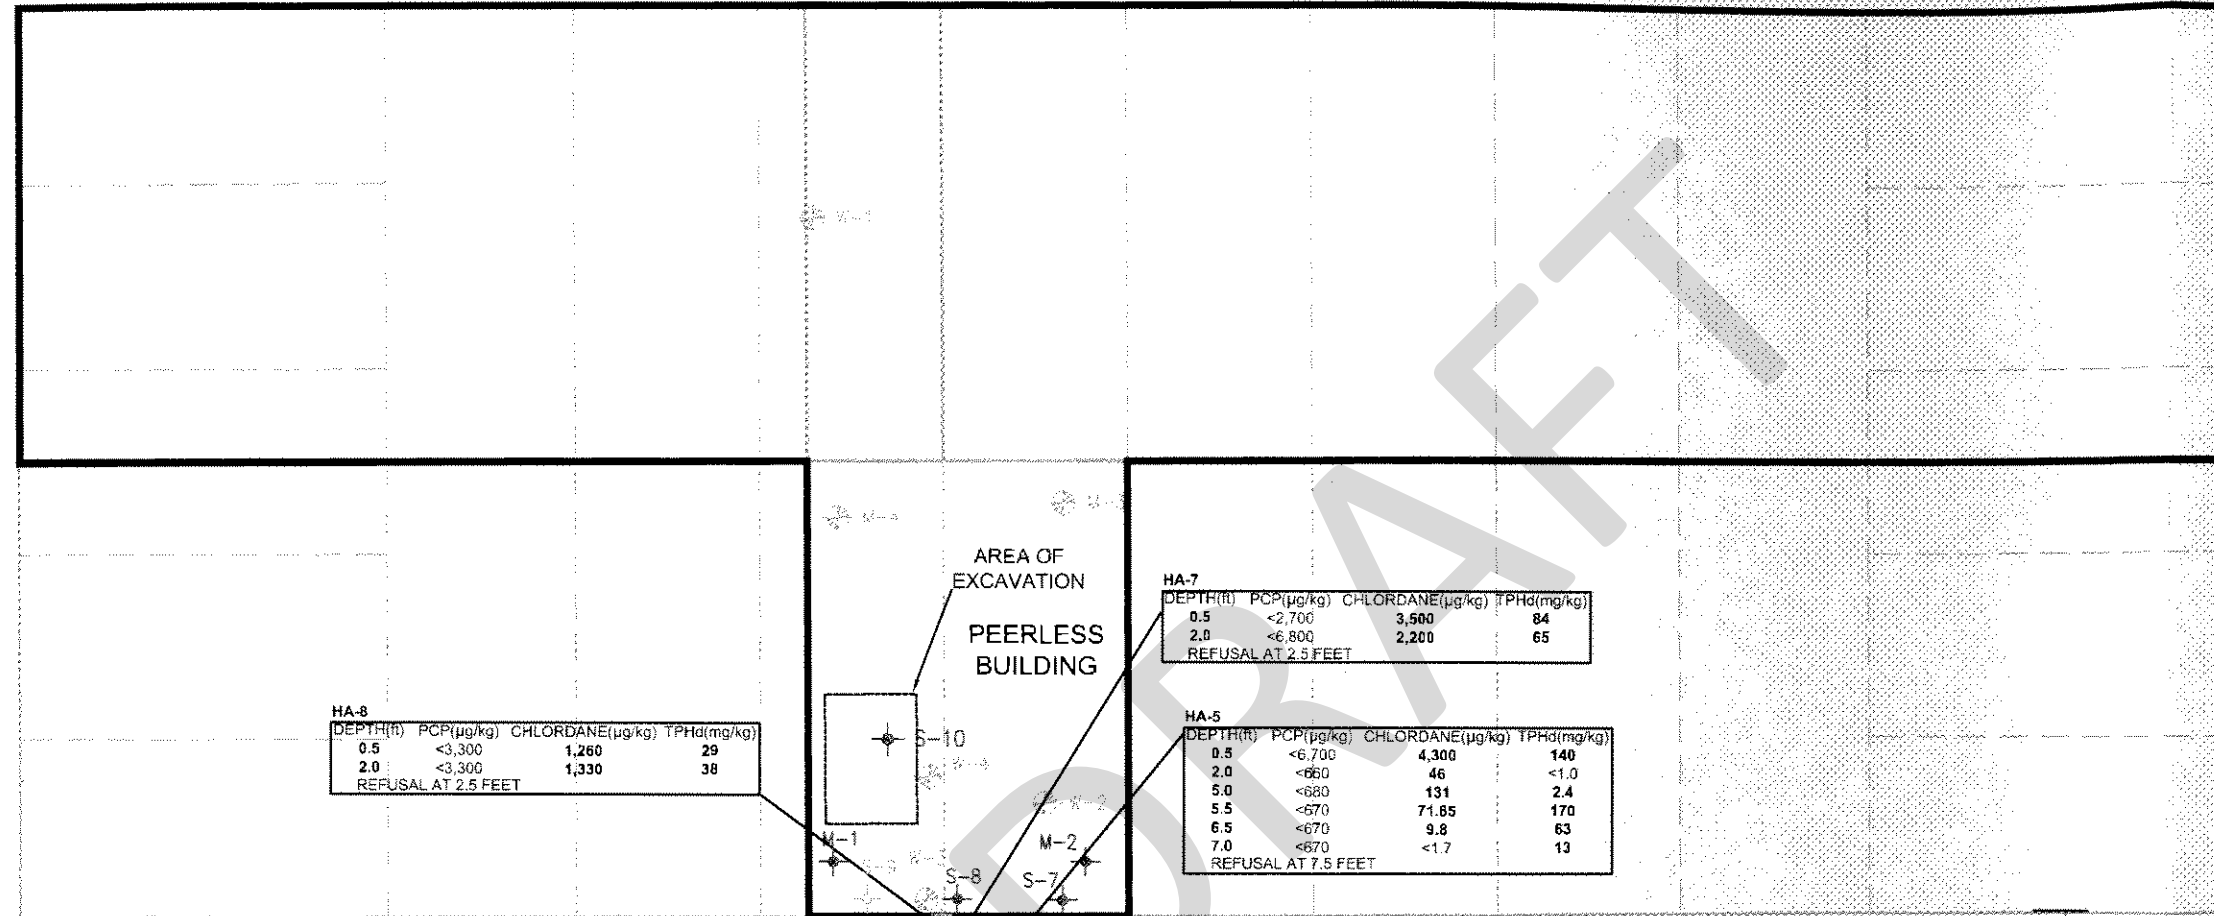 AREA OF
EXCAVATION
PEERLESS
BUILDING
HA-7
DEPTH(ft) PCP(µg/kg) CHLORDANE(µg/kg) TPHd(mg/kg)
0.5 <2,700 3,500 84
2.0 <6,800 2,200 65
REFUSAL AT 2.5 FEET
HA-8
DEPTH(ft) PCP(µg/kg) CHLORDANE(µg/kg) TPHd(mg/kg)
0.5 <3,300 1,260 29
2.0 <3,300 1,330 38
REFUSAL AT 2.5 FEET
HA-5
DEPTH(ft) PCP(µg/kg) CHLORDANE(µg/kg) TPHd(mg/kg)
0.5 <6,700 4,300 140
2.0 <660 46 <1.0
5.0 <680 131 2.4
5.5 <670 71.65 170
6.5 <670 9.8 63
7.0 <670 <1.7 13
REFUSAL AT 7.5 FEET
S-10
M-1
M-2
S-8
S-7
DRAFT